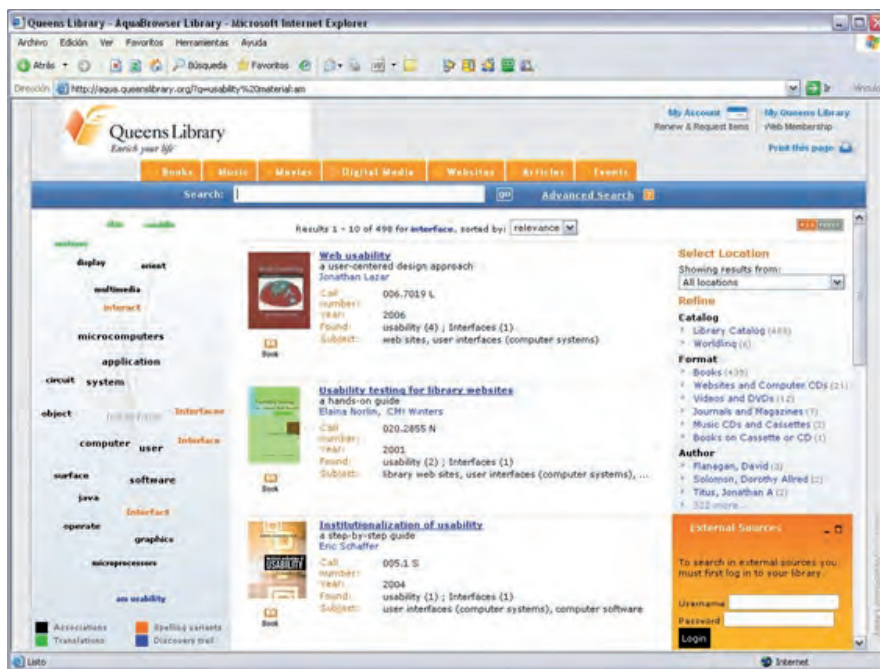 Queens Library - AquaBrowser Library - Microsoft Internet Explorer
Archivo Edición Ver Favoritos Herramientas Ayuda
Atrás Búsqueda Favoritos
Dirección http://aqua.queenslibrary.org/?q=usability%20material:am Ir Vínculos
Queens Library
Enrich your life
My Account
Renew & Request Items
My Queens Library
Web Membership
Print this page
Books Music Movies Digital Media Websites Articles Events
Search: go Advanced Search ?
display
orient
multimedia
interact
microcomputers
application
circuit system
object
Interfaces
computer user
Interface
surface software
java
Interfact
operate
graphics
microprocessors
am usability
Associations Spelling variants
Translations Discovery trail
Results 1 - 10 of 498 for interface, sorted by: relevance
Web usability
a user-centered design approach
Jonathan Lazar
Call number: 006.7019 L
Year: 2006
Found: usability (4) ; Interfaces (1)
Subject: web sites, user interfaces (computer systems)
Book
Usability testing for library websites
a hands-on guide
Elaina Norlin, CMI Winters
Call number: 020.2855 N
Year: 2001
Found: usability (2) ; Interfaces (1)
Subject: library web sites, user interfaces (computer systems), ...
Book
Institutionalization of usability
a step-by-step guide
Eric Schaffer
Call number: 005.1 S
Year: 2004
Found: usability (1) ; Interfaces (1)
Subject: user interfaces (computer systems), computer software
USABILITY
Book
Select Location
Showing results from:
All locations
Refine
Catalog
Library Catalog
Worldling (6)
Format
Books
Websites and Computer CDs (21)
Videos and DVDs (12)
Journals and Magazines (7)
Music CDs and Cassettes
Books on Cassette or CD (1)
Author
Flanagan, David
Solomon, Dorothy Allred
Titus, Jonathan A (2)
322 more...
External Sources
To search in external sources you
must first log in to your library.
Username
Password
Login
Listo Internet